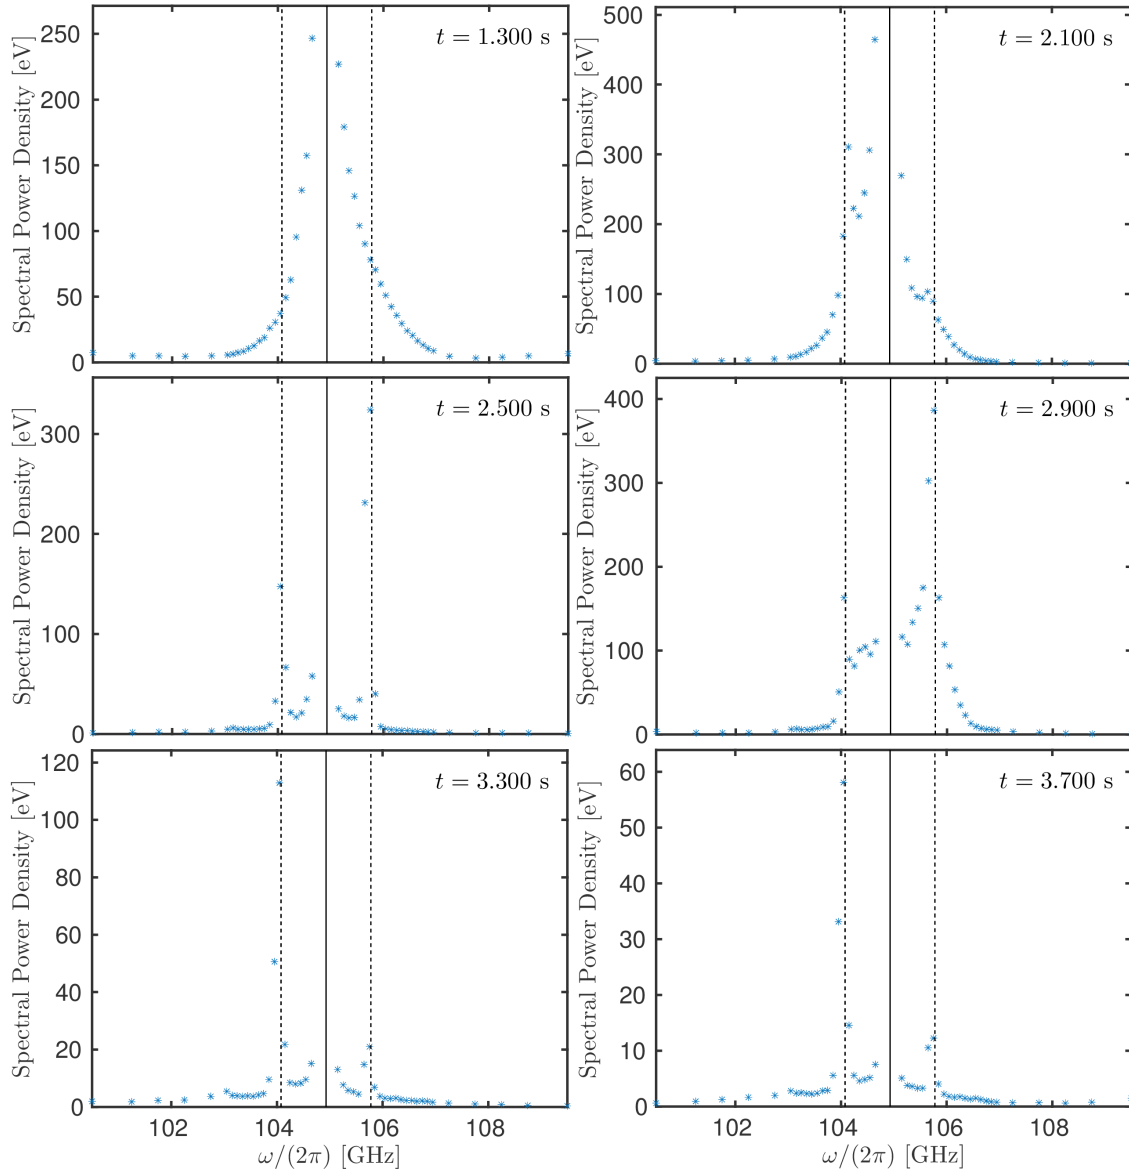 t = 1.300 s
Spectral Power Density [eV]
250
200
150
100
50
0
t = 2.100 s
Spectral Power Density [eV]
500
400
300
200
100
0
t = 2.500 s
Spectral Power Density [eV]
300
200
100
0
t = 2.900 s
Spectral Power Density [eV]
400
300
200
100
0
t = 3.300 s
Spectral Power Density [eV]
120
100
80
60
40
20
0
102 104 106 108
ω/(2π) [GHz]
t = 3.700 s
Spectral Power Density [eV]
60
50
40
30
20
10
0
102 104 106 108
ω/(2π) [GHz]